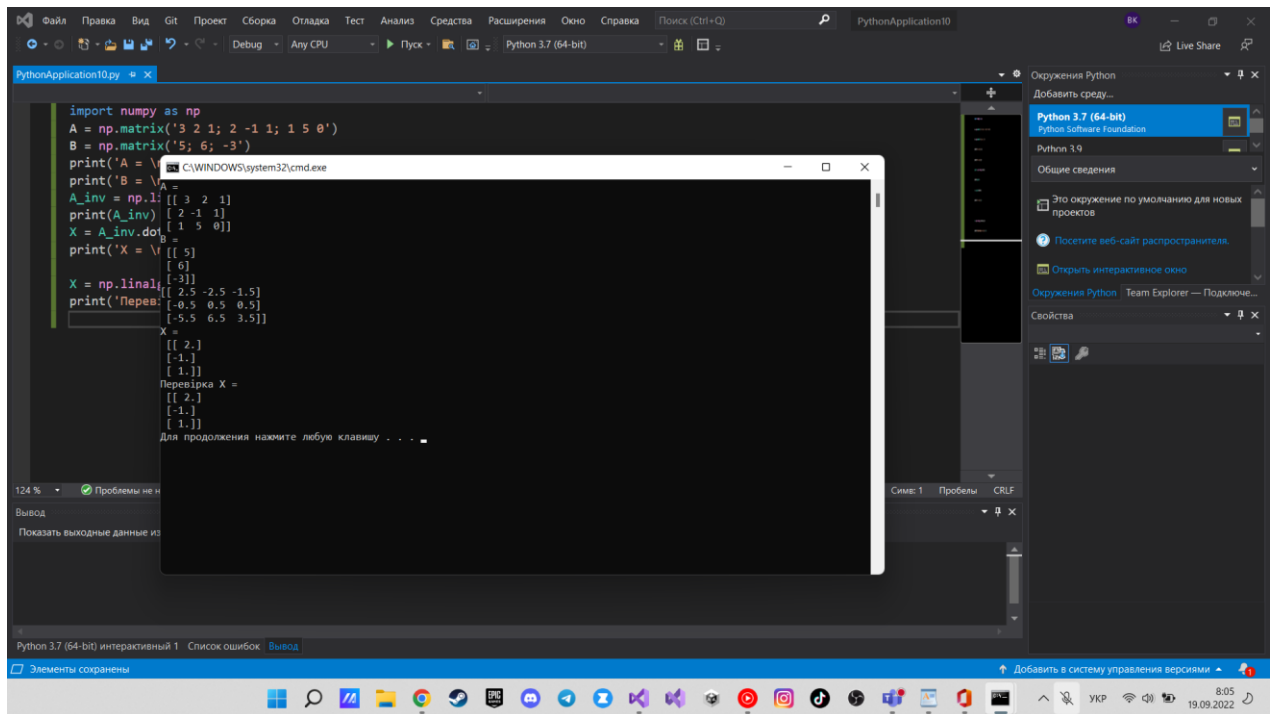 Файл Правка Вид Git Проект Сборка Отладка Тест Анализ Средства Расширения Окно Справка Поиск (Ctrl+Q) PythonApplication10 ВК
Debug Any CPU Пуск Python 3.7 (64-bit) Live Share
PythonApplication10.py
import numpy as np
A = np.matrix('3 2 1; 2 -1 1; 1 5 0')
B = np.matrix('5; 6; -3')
print('A = \
print('B = \
A_inv = np.l
print(A_inv)
X = A_inv.dot
print('X = \
X = np.linalg
print('Перев
C:\WINDOWS\system32\cmd.exe
A =
[[ 3 2 1]
[ 2 -1 1]
[ 1 5 0]]
B =
[[ 5]
[ 6]
[-3]]
[[ 2.5 -2.5 -1.5]
[-0.5 0.5 0.5]
[-5.5 6.5 3.5]]
X =
[[ 2.]
[-1.]
[ 1.]]
Перевірка X =
[[ 2.]
[-1.]
[ 1.]]
Для продолжения нажмите любую клавишу . . .
Окружения Python
Добавить среду...
Python 3.7 (64-bit)
Python Software Foundation
Python 3.9
Общие сведения
Это окружение по умолчанию для новых
проектов
Посетите веб-сайт распространителя.
Открыть интерактивное окно
Окружения Python Team Explorer — Подключе...
Свойства
124 % Проблемы не н
Симв: 1 Пробелы CRLF
Вывод
Показать выходные данные из
Python 3.7 (64-bit) интерактивный 1 Список ошибок Вывод
Элементы сохранены Добавить в систему управления версиями 1
EPIC GAMES
УКР 8:05
19.09.2022